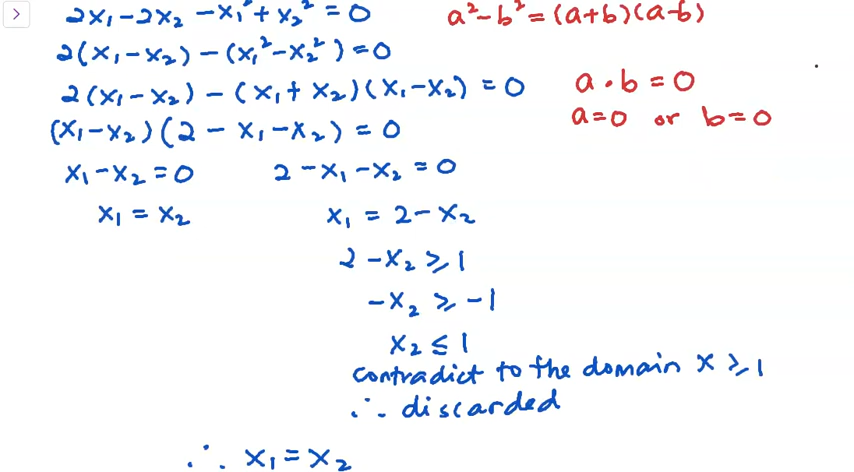 2x₁ - 2x₂ - x₁² + x₂² = 0
a² - b² = (a+b)(a-b)
2(x₁ - x₂) - (x₁² - x₂²) = 0
2(x₁ - x₂) - (x₁ + x₂)(x₁ - x₂) = 0
a · b = 0
(x₁ - x₂)(2 - x₁ - x₂) = 0
a = 0 or b = 0
x₁ - x₂ = 0 2 - x₁ - x₂ = 0
x₁ = x₂ x₁ = 2 - x₂
2 - x₂ ≥ 1
-x₂ ≥ -1
x₂ ≤ 1
contradict to the domain x ≥ 1
∴ discarded
∴ x₁ = x₂